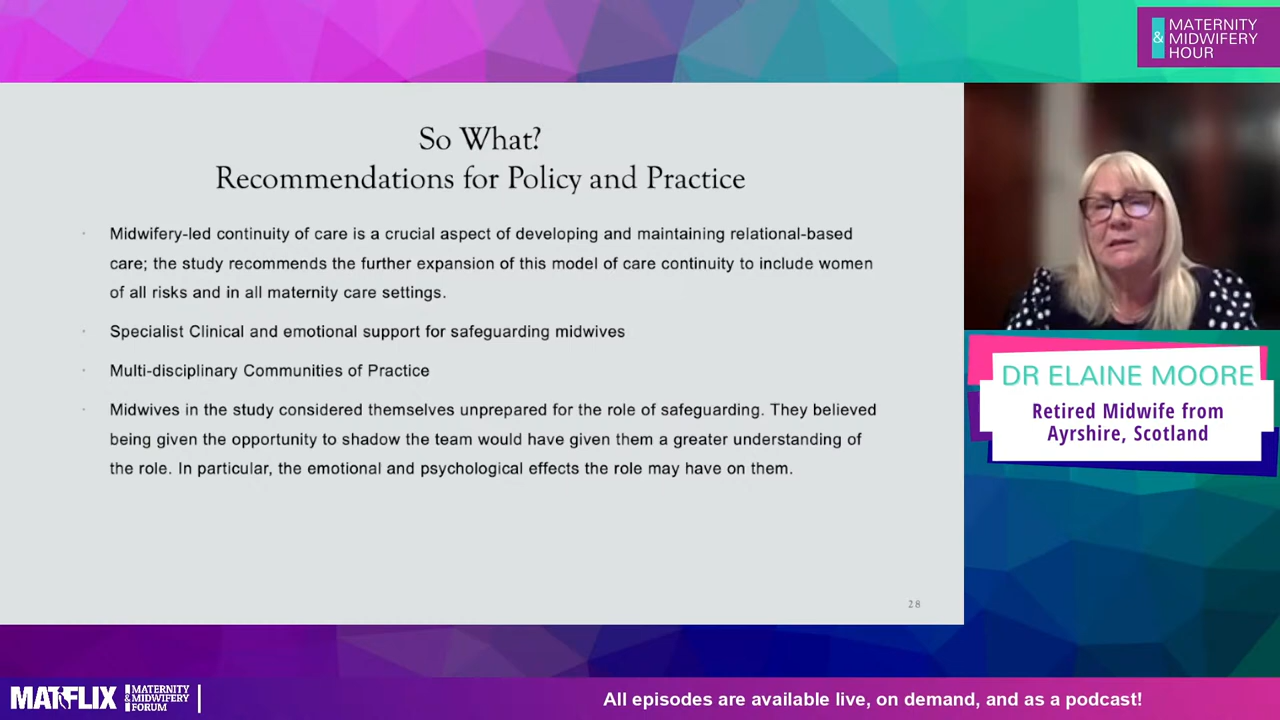 &
MATERNITY
MIDWIFERY
HOUR
So What?
Recommendations for Policy and Practice
Midwifery-led continuity of care is a crucial aspect of developing and maintaining relational-based
care; the study recommends the further expansion of this model of care continuity to include women
of all risks and in all maternity care settings.
Specialist Clinical and emotional support for safeguarding midwives
Multi-disciplinary Communities of Practice
Midwives in the study considered themselves unprepared for the role of safeguarding. They believed
being given the opportunity to shadow the team would have given them a greater understanding of
the role. In particular, the emotional and psychological effects the role may have on them.
28
DR ELAINE MOORE
Retired Midwife from
Ayrshire, Scotland
MATFLIX
MATERNITY
& MIDWIFERY
FORUM
All episodes are available live, on demand, and as a podcast!